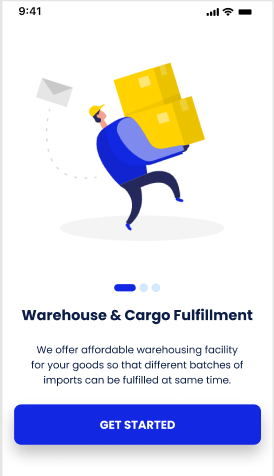 9:41
Warehouse & Cargo Fulfillment
We offer affordable warehousing facility
for your goods so that different batches of
imports can be fulfilled at same time.
GET STARTED